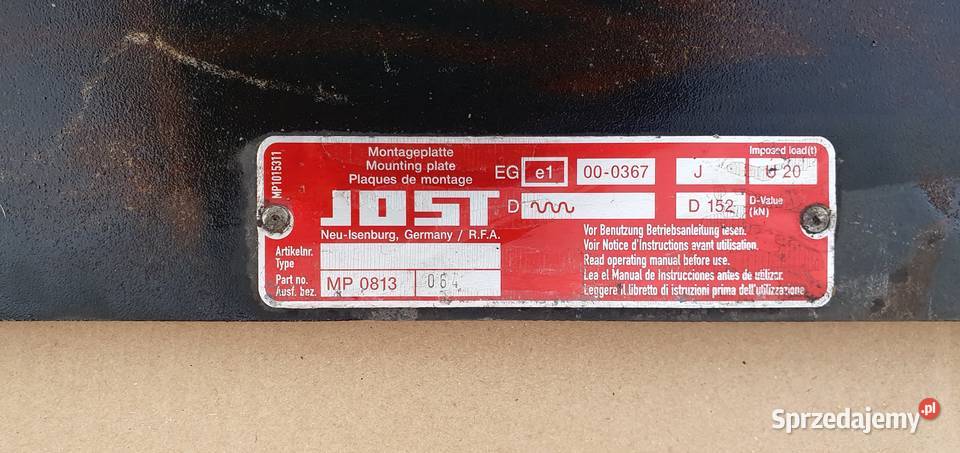 MP1015311
Montageplatte
Mounting plate
Plaques de montage
JOST
Neu-Isenburg, Germany / R.F.A.
EG e1 00-0367 J
Imposed load(t)
U 20
D
D 152 D-Value (kN)
Artikelnr.
Type
Part no.
Ausf. bez.
MP 0813 064
Vor Benutzung Betriebsanleitung lesen.
Voir Notice d'Instructions avant utilisation.
Read operating manual before use.
Lea el Manual de Instrucciones antes de utilizar.
Leggere il libretto di istruzioni prima dell'utilizzazione
Sprzedajemy.pl